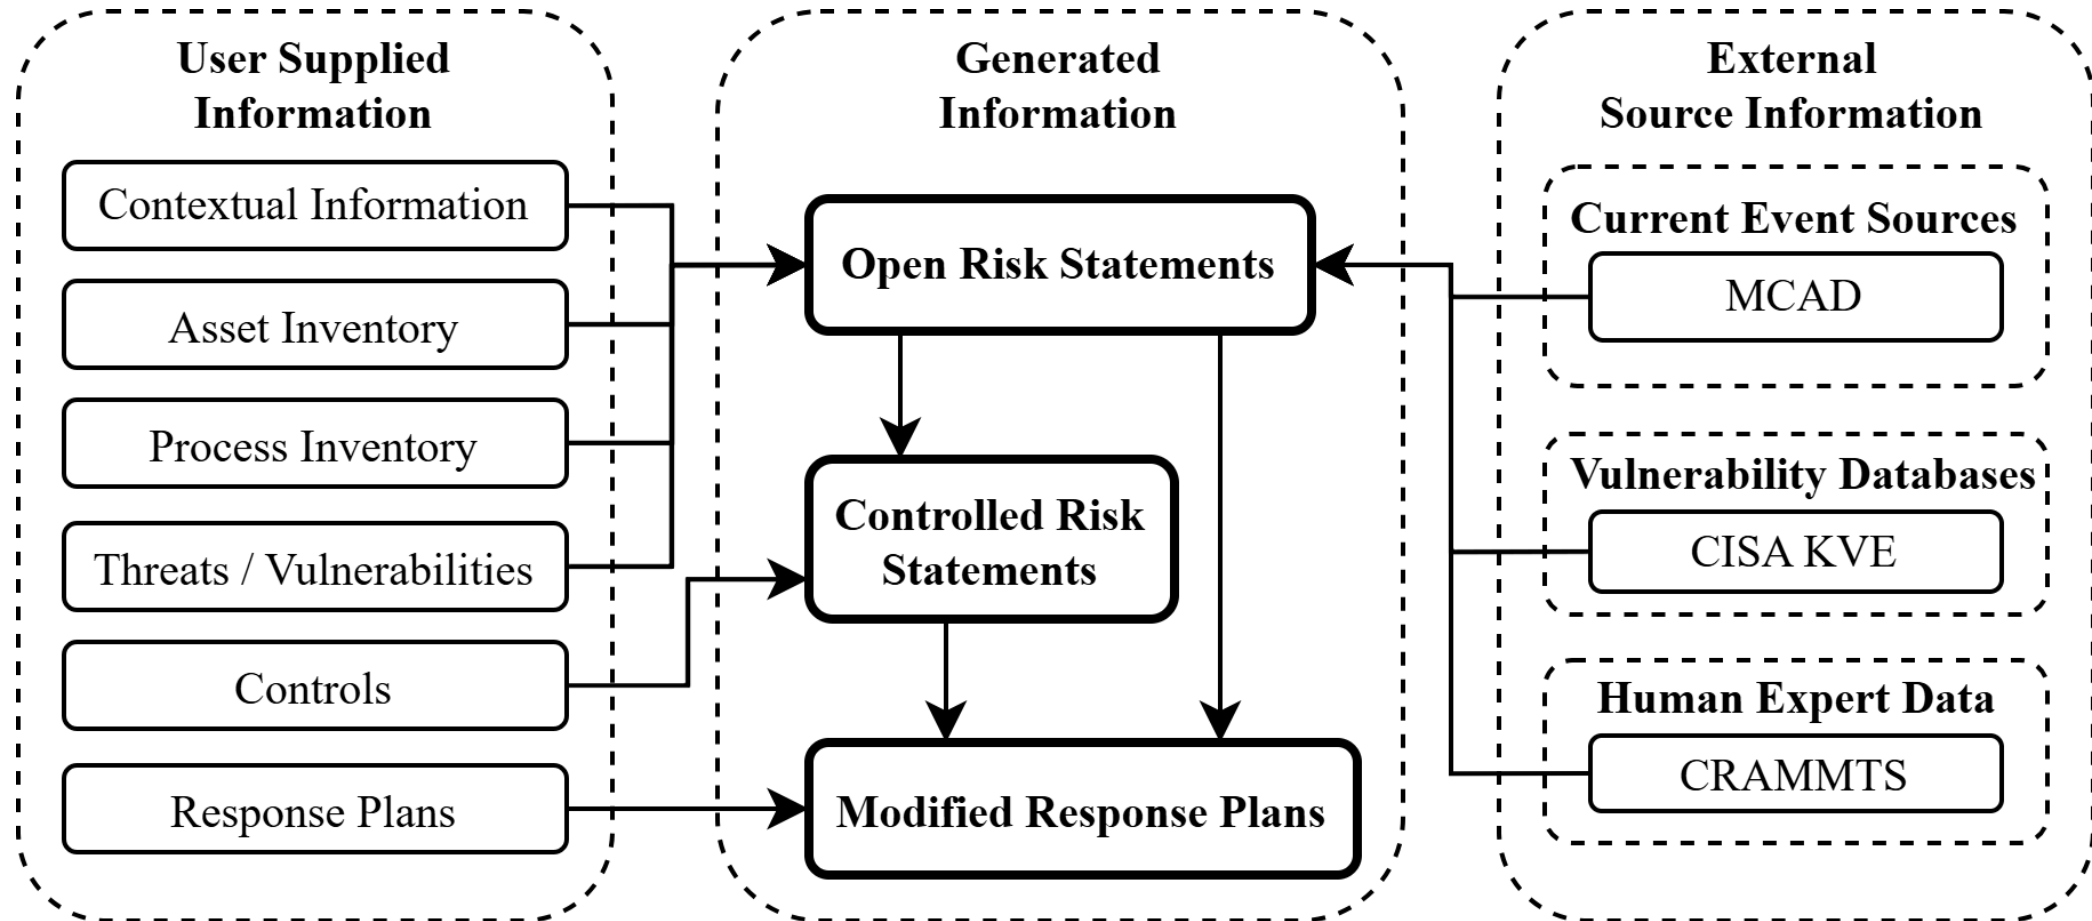 User Supplied
Information
Contextual Information
Asset Inventory
Process Inventory
Threats / Vulnerabilities
Controls
Response Plans
Generated
Information
Open Risk Statements
Controlled Risk
Statements
Modified Response Plans
External
Source Information
Current Event Sources
MCAD
Vulnerability Databases
CISA KVE
Human Expert Data
CRAMMTS